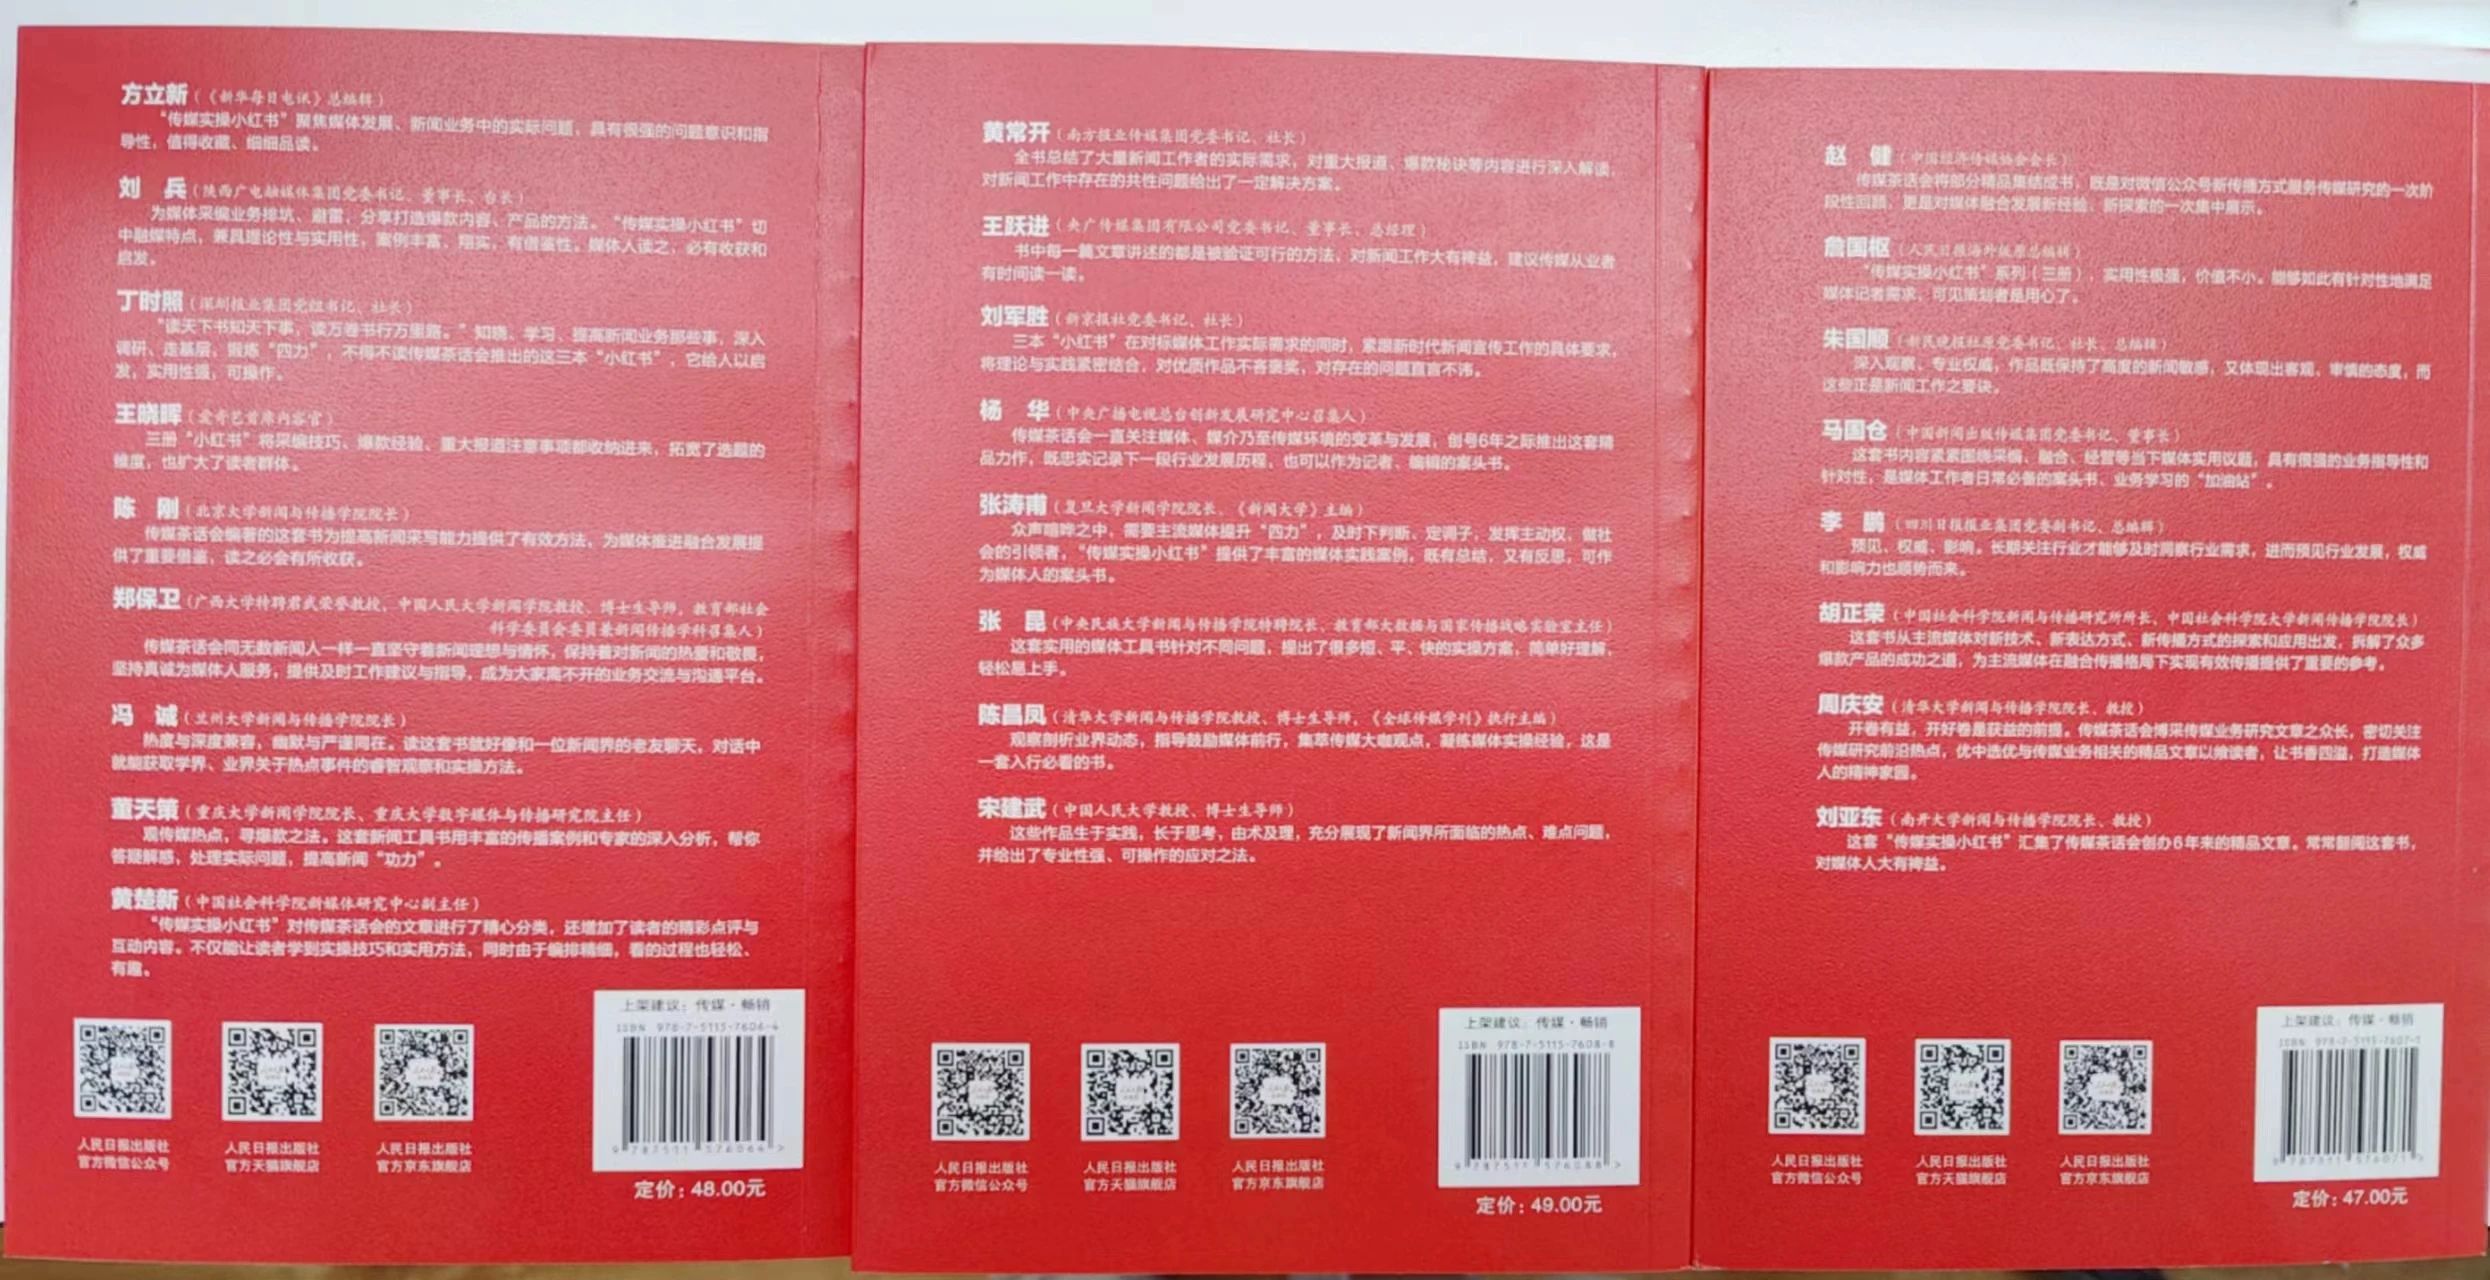 方立新（《新华每日电讯》总编辑）
“传媒实操小红书”聚焦媒体发展、新闻业务中的实际问题，具有很强的问题意识和指
导性，值得收藏、细细品读。
刘　兵（陕西广电融媒体集团党委书记、董事长、台长）
为媒体采编业务排坑、避雷，分享打造爆款内容、产品的方法。“传媒实操小红书”切
中融媒特点，兼具理论性与实用性，案例丰富，翔实，有借鉴性。媒体人读之，必有收获和
启发。
丁时照（深圳报业集团党组书记、社长）
“读天下书知天下事，读万卷书行万里路。”知晓、学习、提高新闻业务那些事，深入
调研、走基层，锻炼“四力”，不得不读传媒茶话会推出的这三本“小红书”，它给人以启
发，实用性强，可操作。
王晓晖（爱奇艺首席内容官）
三册“小红书”将采编技巧、爆款经验、重大报道注意事项都收纳进来，拓宽了选题的
维度，也扩大了读者群体。
陈　刚（北京大学新闻与传播学院院长）
传媒茶话会编著的这套书为提高新闻采写能力提供了有效方法，为媒体推进融合发展提
供了重要借鉴，读之必会有所收获。
郑保卫（广西大学特聘君武荣誉教授，中国人民大学新闻学院教授、博士生导师，教育部社会
科学委员会委员兼新闻传播学科召集人）
传媒茶话会同无数新闻人一样一直坚守着新闻理想与情怀，保持着对新闻的热爱和敬畏，
坚持真诚为媒体人服务，提供及时工作建议与指导，成为大家离不开的业务交流与沟通平台。
冯　诚（兰州大学新闻与传播学院院长）
热度与深度兼容，幽默与严谨同在。读这套书就好像和一位新闻界的老友聊天，对话中
就能获取学界、业界关于热点事件的睿智观察和实操方法。
董天策（重庆大学新闻学院院长、重庆大学数字媒体与传播研究院主任）
观传媒热点，寻爆款之法。这套新闻工具书用丰富的传播案例和专家的深入分析，帮你
答疑解惑，处理实际问题，提高新闻“功力”。
黄楚新（中国社会科学院新媒体研究中心副主任）
“传媒实操小红书”对传媒茶话会的文章进行了精心分类，还增加了读者的精彩点评与
互动内容。不仅能让读者学到实操技巧和实用方法，同时由于编排精细，看的过程也轻松、
有趣。
上架建议：传媒·畅销
ISBN 978-7-5115-7606-4
9 787511 576064 >
人民日报出版社
官方微信公众号
人民日报出版社
官方天猫旗舰店
人民日报出版社
官方京东旗舰店
定价：48.00元
黄常开（南方报业传媒集团党委书记、社长）
全书总结了大量新闻工作者的实际需求，对重大报道、爆款秘诀等内容进行深入解读，
对新闻工作中存在的共性问题给出了一定解决方案。
王跃进（央广传媒集团有限公司党委书记、董事长、总经理）
书中每一篇文章讲述的都是被验证可行的方法，对新闻工作大有裨益，建议传媒从业者
有时间读一读。
刘军胜（新京报社党委书记、社长）
三本“小红书”在对标媒体工作实际需求的同时，紧跟新时代新闻宣传工作的具体要求，
将理论与实践紧密结合，对优质作品不吝褒奖，对存在的问题直言不讳。
杨　华（中央广播电视总台创新发展研究中心召集人）
传媒茶话会一直关注媒体、媒介乃至传媒环境的变革与发展，创号6年之际推出这套精
品力作，既忠实记录下一段行业发展历程，也可以作为记者、编辑的案头书。
张涛甫（复旦大学新闻学院院长、《新闻大学》主编）
众声喧哗之中，需要主流媒体提升“四力”，及时下判断、定调子，发挥主动权，做社
会的引领者，“传媒实操小红书”提供了丰富的媒体实践案例，既有总结，又有反思，可作
为媒体人的案头书。
张　昆（中央民族大学新闻与传播学院特聘院长、教育部大数据与国家传播战略实验室主任）
这套实用的媒体工具书针对不同问题，提出了很多短、平、快的实操方案，简单好理解，
轻松易上手。
陈昌凤（清华大学新闻与传播学院教授、博士生导师，《全球传媒学刊》执行主编）
观察剖析业界动态，指导鼓励媒体前行，集萃传媒大咖观点，凝练媒体实操经验，这是
一套入行必看的书。
宋建武（中国人民大学教授、博士生导师）
这些作品生于实践，长于思考，由术及理，充分展现了新闻界所面临的热点、难点问题，
并给出了专业性强、可操作的应对之法。
上架建议：传媒·畅销
ISBN 978-7-5115-7608-8
9 787511 576088 >
人民日报出版社
官方微信公众号
人民日报出版社
官方天猫旗舰店
人民日报出版社
官方京东旗舰店
定价：49.00元
赵　健（中国经济传媒协会会长）
传媒茶话会将部分精品集结成书，既是对微信公众号新传播方式服务传媒研究的一次阶
段性回顾，更是对媒体融合发展新经验、新探索的一次集中展示。
詹国枢（人民日报海外版原总编辑）
“传媒实操小红书”系列（三册），实用性极强，价值不小。能够如此有针对性地满足
媒体记者需求，可见策划者是用心了。
朱国顺（新民晚报社原党委书记、社长、总编辑）
深入观察、专业权威，作品既保持了高度的新闻敏感，又体现出客观、审慎的态度，而
这些正是新闻工作之要诀。
马国仓（中国新闻出版传媒集团党委书记、董事长）
这套书内容紧紧围绕采编、融合、经营等当下媒体实用议题，具有很强的业务指导性和
针对性，是媒体工作者日常必备的案头书、业务学习的“加油站”。
李　鹏（四川日报报业集团党委副书记、总编辑）
预见、权威、影响。长期关注行业才能够及时洞察行业需求，进而预见行业发展，权威
和影响力也顺势而来。
胡正荣（中国社会科学院新闻与传播研究所所长、中国社会科学院大学新闻传播学院院长）
这套书从主流媒体对新技术、新表达方式、新传播方式的探索和应用出发，拆解了众多
爆款产品的成功之道，为主流媒体在融合传播格局下实现有效传播提供了重要的参考。
周庆安（清华大学新闻与传播学院院长、教授）
开卷有益，开好卷是获益的前提。传媒茶话会博采传媒业务研究文章之众长，密切关注
传媒研究前沿热点，优中选优与传媒业务相关的精品文章以飨读者，让书香四溢，打造媒体
人的精神家园。
刘亚东（南开大学新闻与传播学院院长、教授）
这套“传媒实操小红书”汇集了传媒茶话会创办6年来的精品文章。常常翻阅这套书，
对媒体人大有裨益。
上架建议：传媒·畅销
ISBN 978-7-5115-7607-1
9 787511 576071 >
人民日报出版社
官方微信公众号
人民日报出版社
官方天猫旗舰店
人民日报出版社
官方京东旗舰店
定价：47.00元